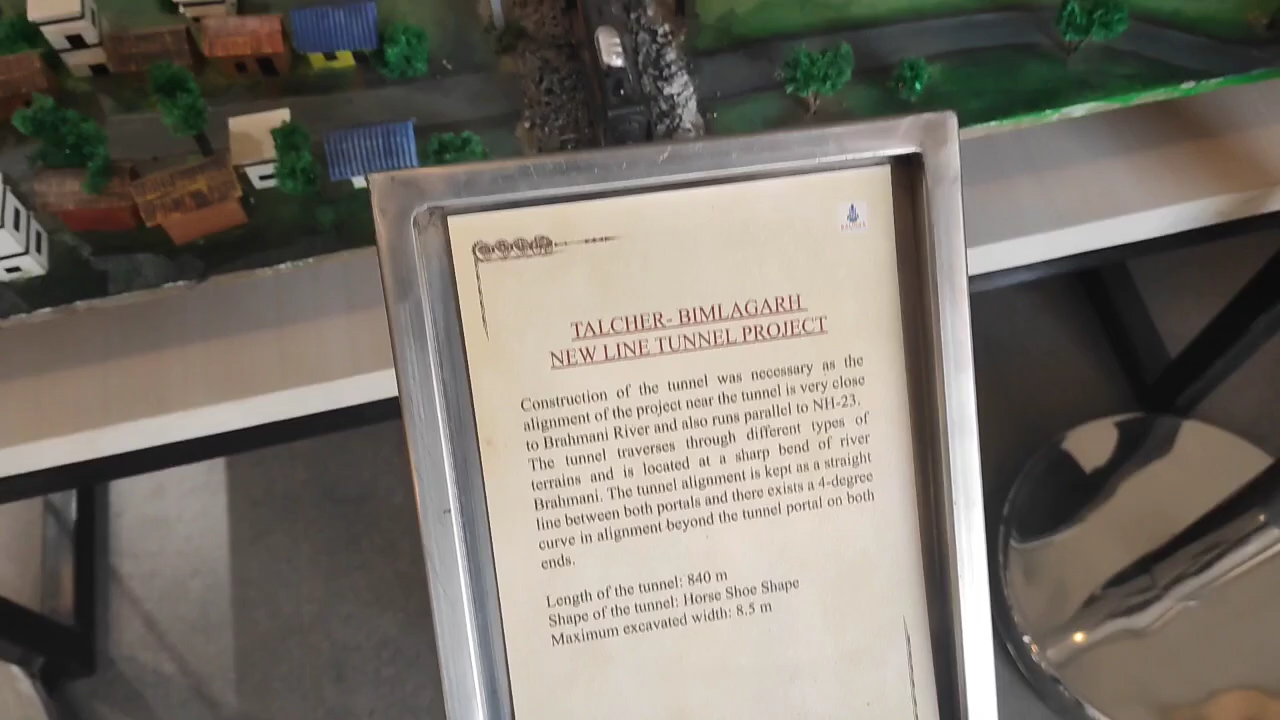 TALCHER- BIMLAGARH
NEW LINE TUNNEL PROJECT
Construction of the tunnel was necessary as the
alignment of the project near the tunnel is very close
to Brahmani River and also runs parallel to NH-23.
The tunnel traverses through different types of
terrains and is located at a sharp bend of river
Brahmani. The tunnel alignment is kept as a straight
line between both portals and there exists a 4-degree
curve in alignment beyond the tunnel portal on both
ends.
Length of the tunnel: 840 m
Shape of the tunnel: Horse Shoe Shape
Maximum excavated width: 8.5 m